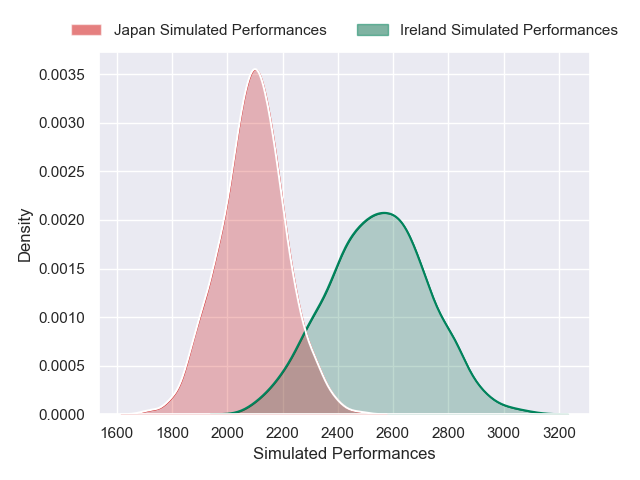 Japan Simulated Performances Ireland Simulated Performances
0.0035
0.0030
0.0025
0.0020
0.0015
0.0010
0.0005
0.0000
Density
1600 1800 2000 2200 2400 2600 2800 3000 3200
Simulated Performances